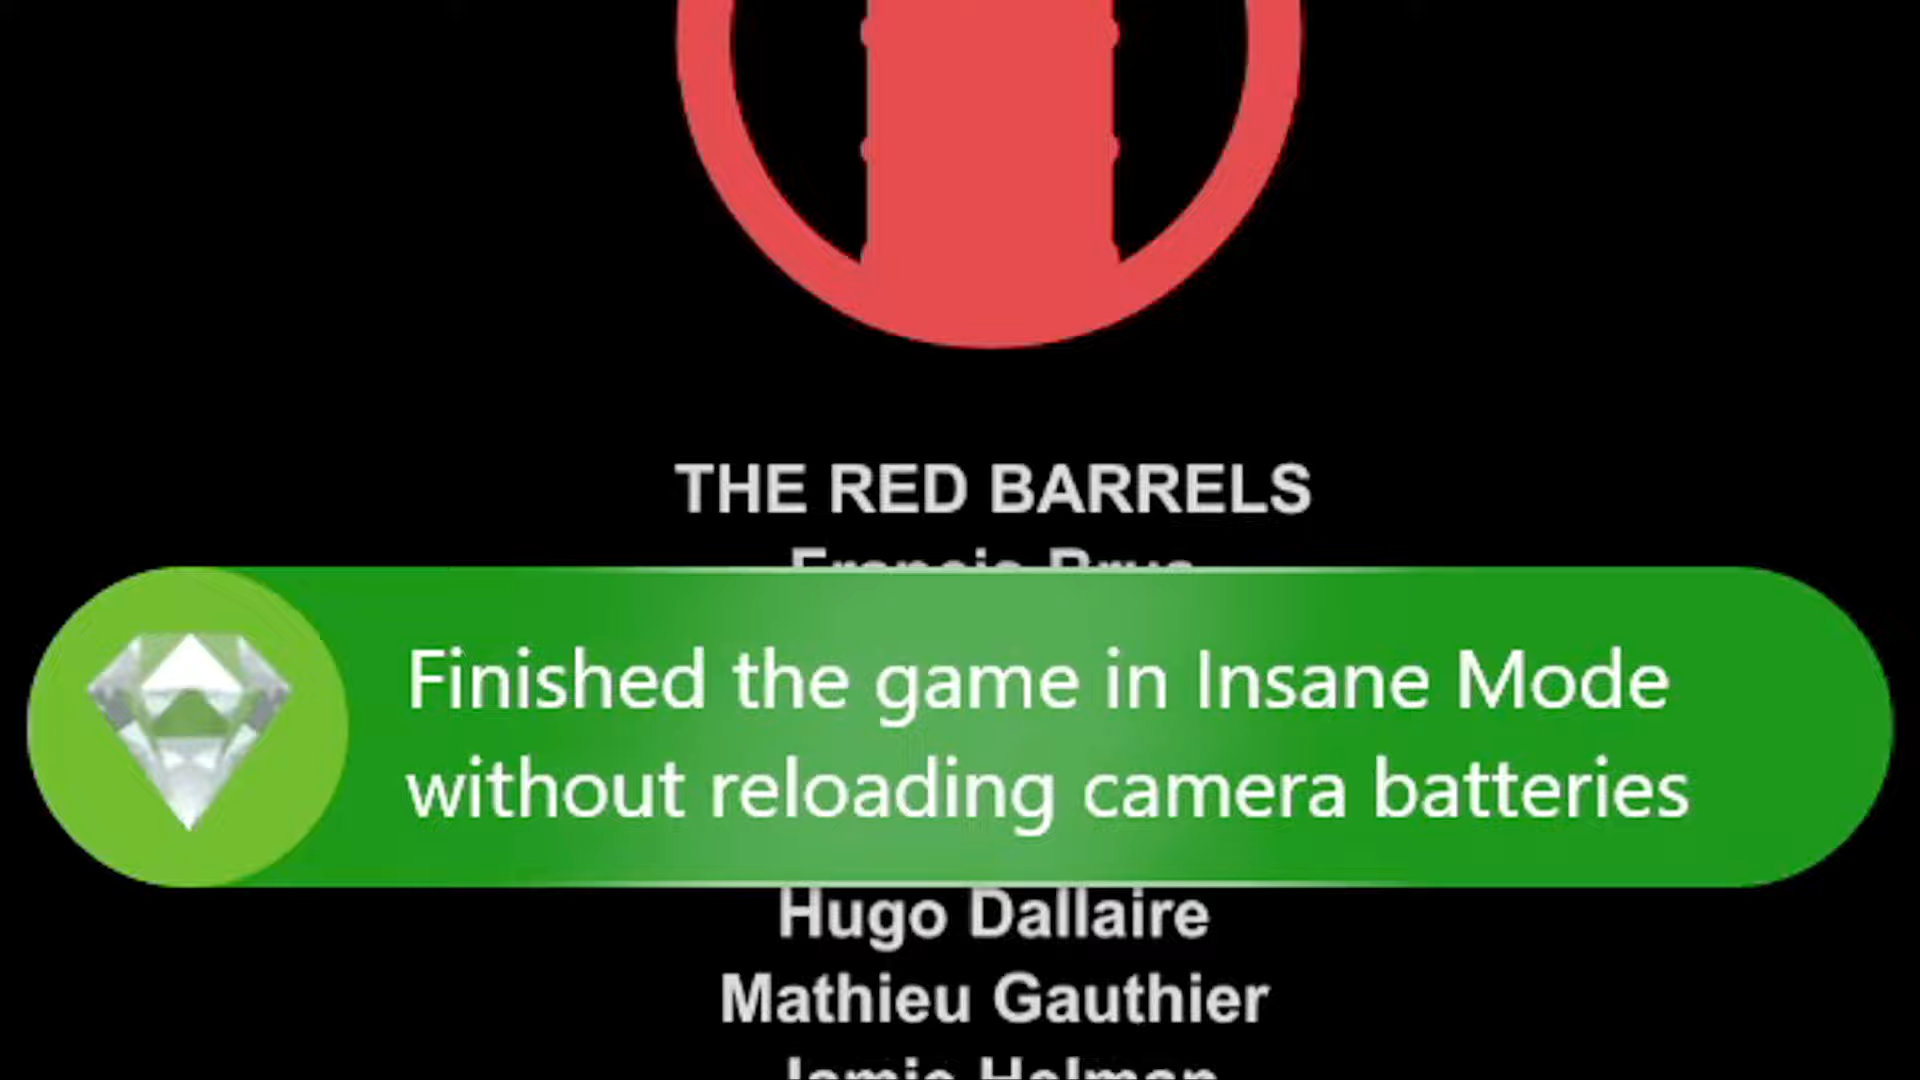 THE RED BARRELS
Finished the game in Insane Mode
without reloading camera batteries
Hugo Dallaire
Mathieu Gauthier